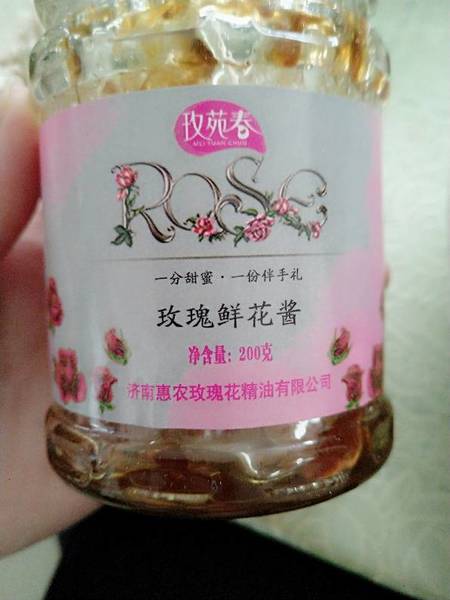 玫苑春
MEI YUAN CHUN
ROSE
一分甜蜜·一份伴手礼
玫瑰鲜花酱
净含量: 200克
济南惠农玫瑰花精油有限公司